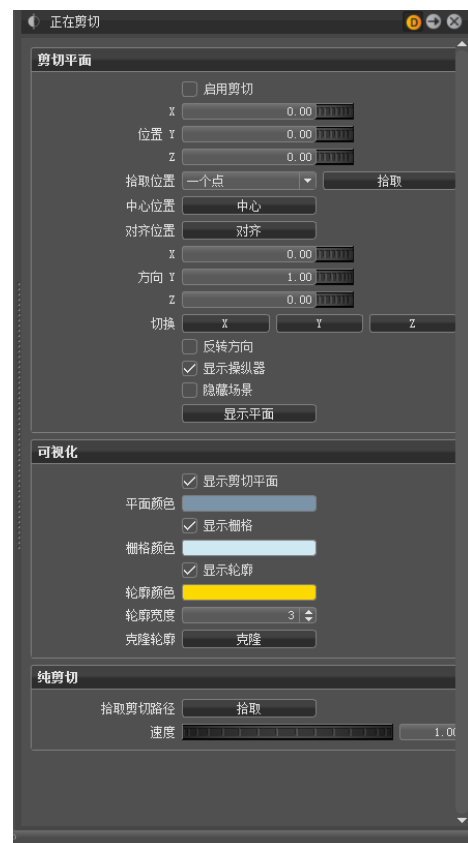 正在剪切 D
剪切平面
启用剪切
X 0.00
位置 Y 0.00
Z 0.00
拾取位置 一个点 拾取
中心位置 中心
对齐位置 对齐
X 0.00
方向 Y 1.00
Z 0.00
切换 X Y Z
反转方向
显示操纵器
隐藏场景
显示平面
可视化
显示剪切平面
平面颜色
显示栅格
栅格颜色
显示轮廓
轮廓颜色
轮廓宽度 3
克隆轮廓 克隆
纯剪切
拾取剪切路径 拾取
速度 1.00